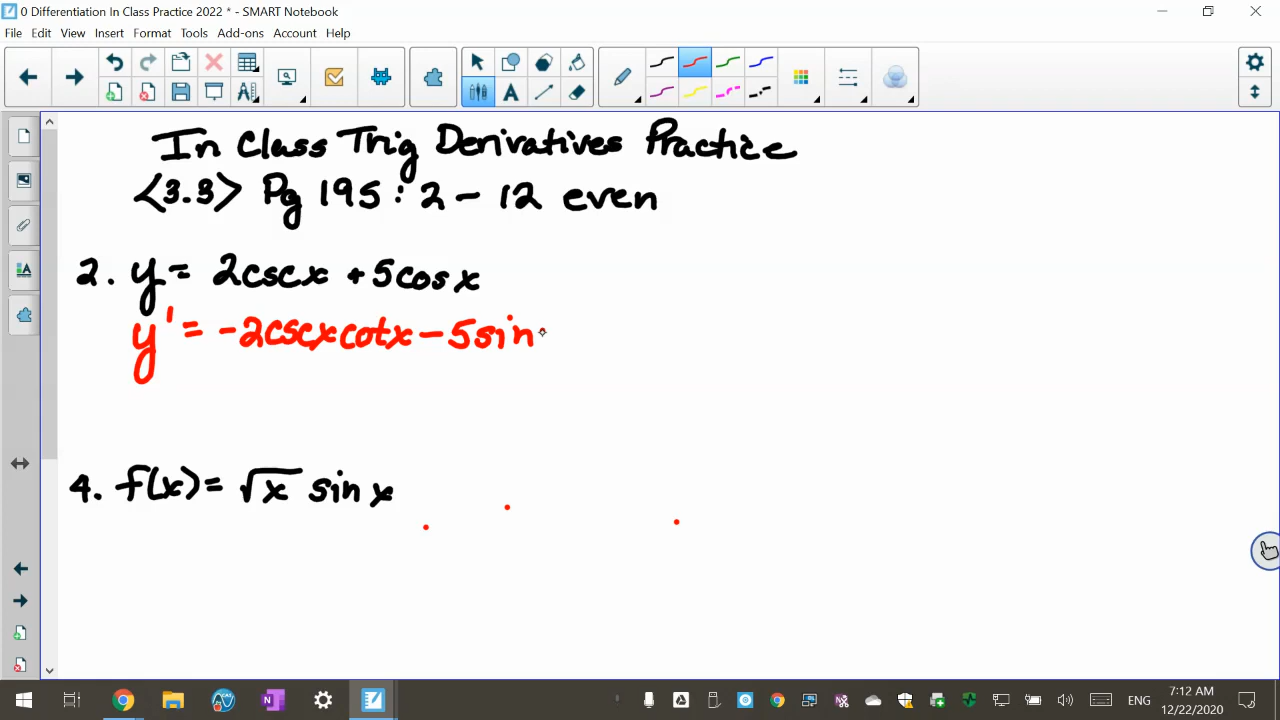 0 Differentiation In Class Practice 2022 * - SMART Notebook
File Edit View Insert Format Tools Add-ons Account Help
In Class Trig Derivatives Practice
<3.3> Pg 195 : 2 - 12 even
2. y = 2cscx + 5cosx
y' = -2cscxcotx - 5sin
4. f(x) = √x sin x
ENG
7:12 AM
12/22/2020